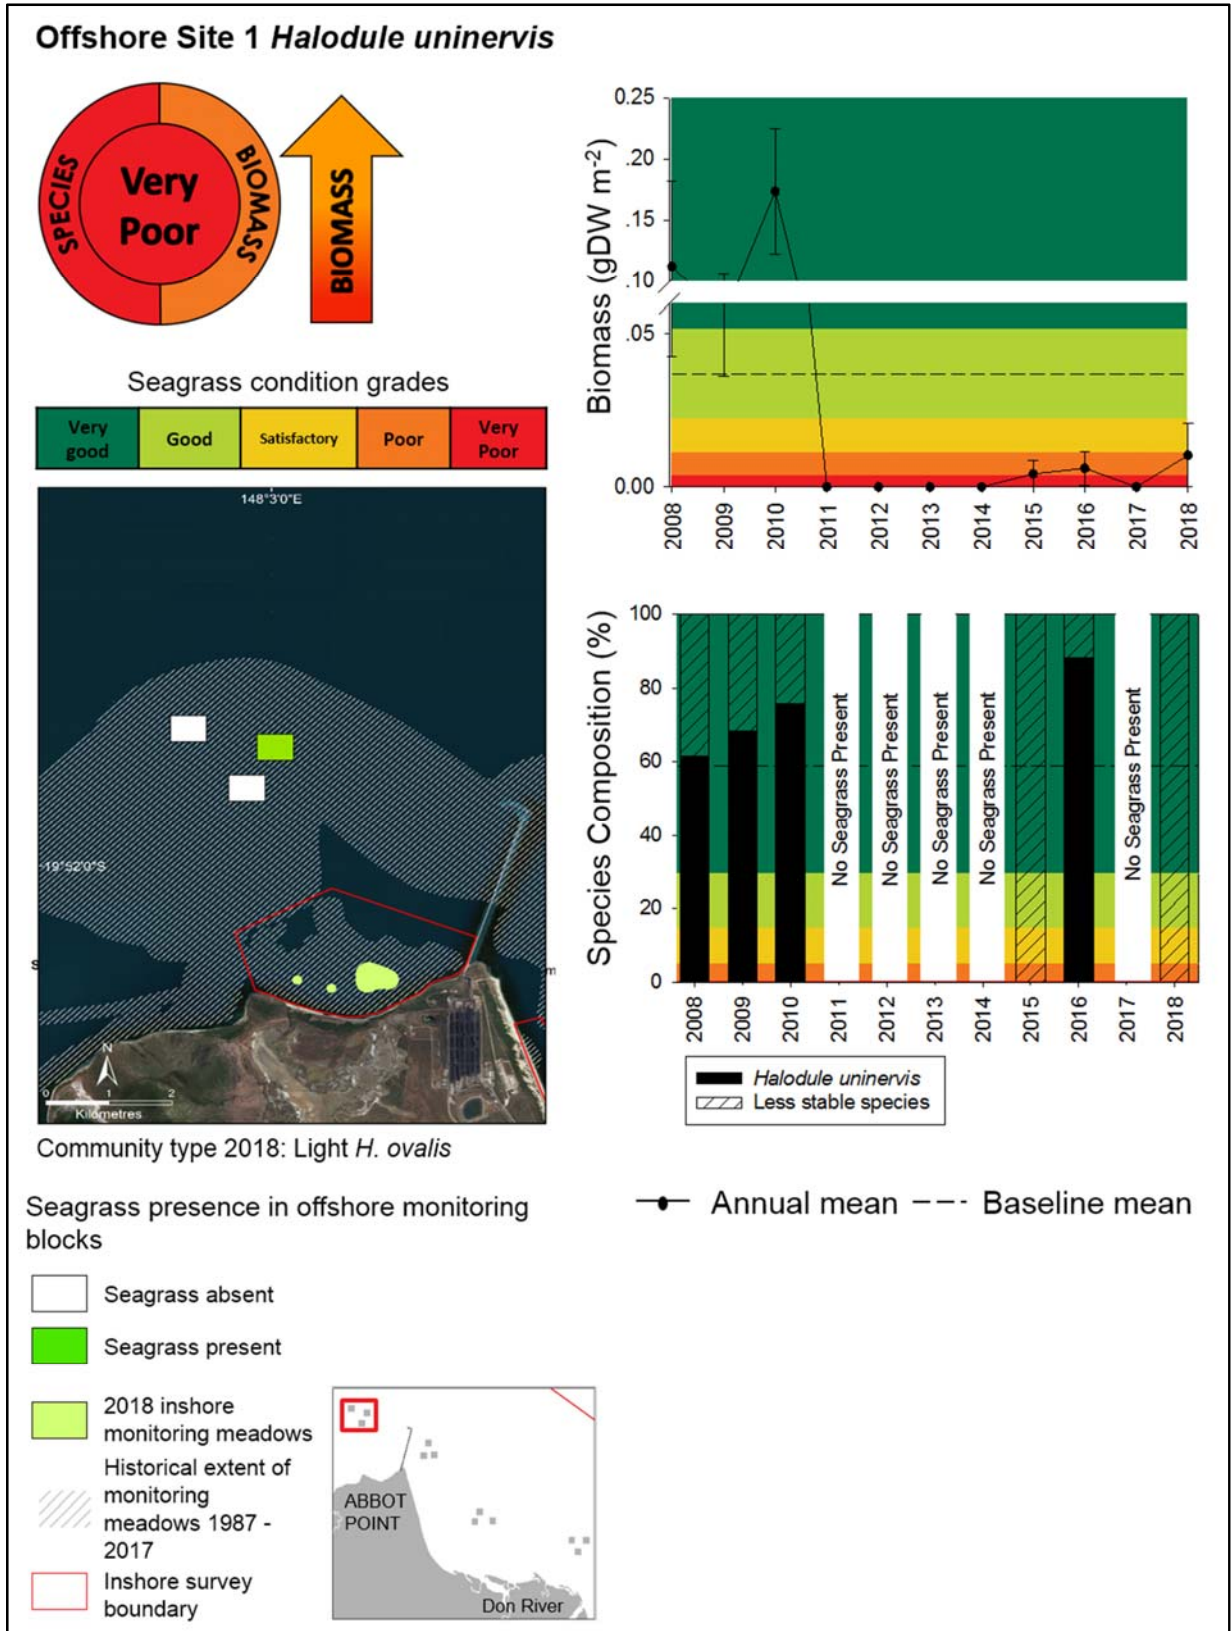 Offshore Site 1 Halodule uninervis
SPECIES
Very
Poor
BIOMASS
BIOMASS
Seagrass condition grades
Very
good
Good
Satisfactory
Poor
Very
Poor
148°3'0"E
19°52'0"S
N
0 1 2
Kilometres
Community type 2018: Light H. ovalis
Seagrass presence in offshore monitoring
blocks
Seagrass absent
Seagrass present
2018 inshore
monitoring meadows
Historical extent of
monitoring
meadows 1987 -
2017
Inshore survey
boundary
ABBOT
POINT
Don River
Biomass (gDW m-2)
0.25
.20
.15
.10
.05
0.00
2008
2009
2010
2011
2012
2013
2014
2015
2016
2017
2018
Species Composition (%)
100
80
60
40
20
0
No Seagrass Present
No Seagrass Present
No Seagrass Present
No Seagrass Present
No Seagrass Present
2008
2009
2010
2011
2012
2013
2014
2015
2016
2017
2018
Halodule uninervis
Less stable species
Annual mean
Baseline mean